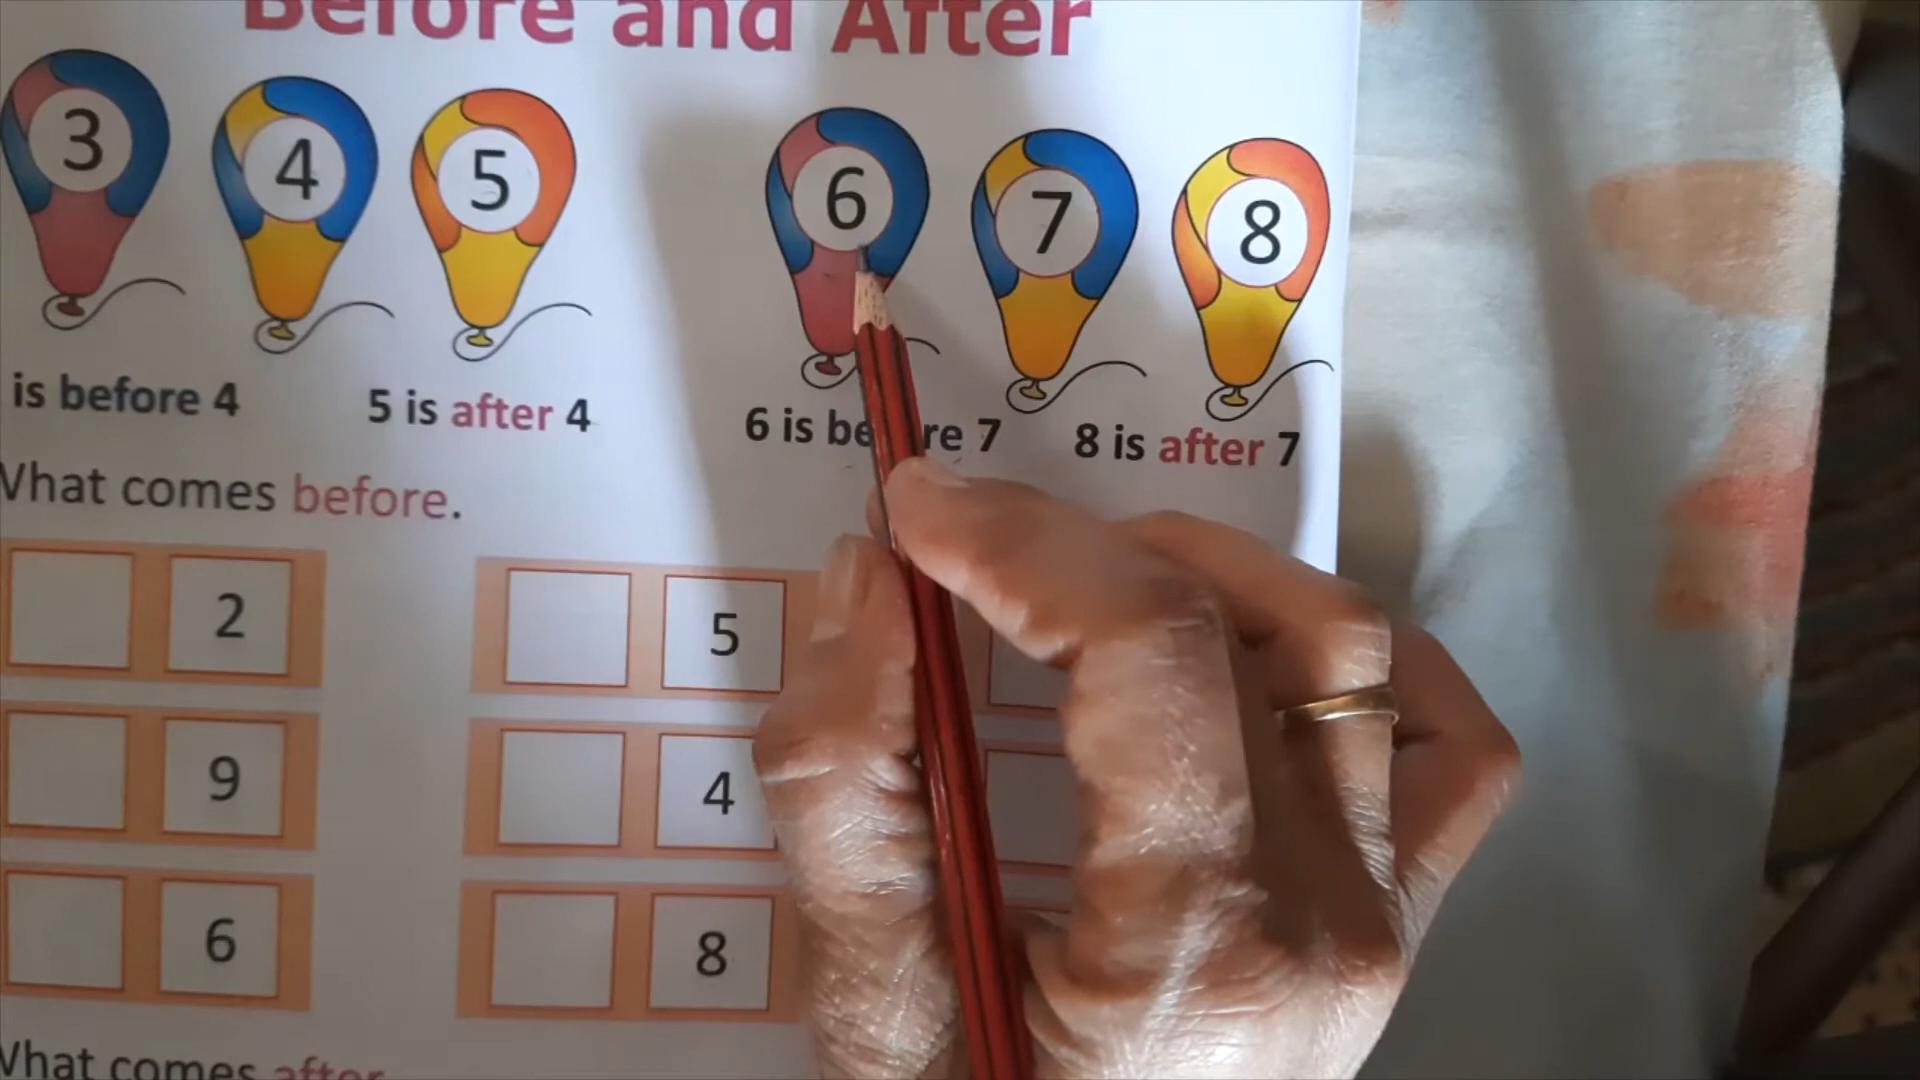 Before and After
3 4 5 6 7 8
is before 4 5 is after 4 6 is be re 7 8 is after 7
What comes before.
2 5
9 4
6 8
What comes after